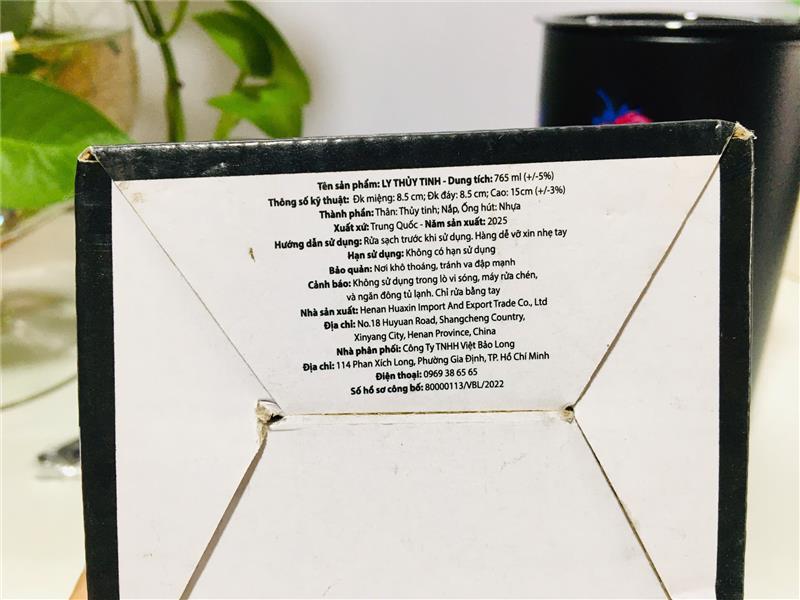 Tên sản phẩm: LY THỦY TINH - Dung tích: 765 ml (+/-5%)
Thông số kỹ thuật: Đk miệng: 8.5 cm; Đk đáy: 8.5 cm; Cao: 15cm (+/-3%)
Thành phần: Thân: Thủy tinh; Nắp, Ống hút: Nhựa
Xuất xứ: Trung Quốc - Năm sản xuất: 2025
Hướng dẫn sử dụng: Rửa sạch trước khi sử dụng. Hàng dễ vỡ xin nhẹ tay
Hạn sử dụng: Không có hạn sử dụng
Bảo quản: Nơi khô thoáng, tránh va đập mạnh
Cảnh báo: Không sử dụng trong lò vi sóng, máy rửa chén,
và ngăn đông tủ lạnh. Chỉ rửa bằng tay
Nhà sản xuất: Henan Huaxin Import And Export Trade Co., Ltd
Địa chỉ: No.18 Huyuan Road, Shangcheng Country,
Xinyang City, Henan Province, China
Nhà phân phối: Công Ty TNHH Việt Bảo Long
Địa chỉ: 114 Phan Xích Long, Phường Gia Định, TP. Hồ Chí Minh
Điện thoại: 0969 38 65 65
Số hồ sơ công bố: 80000113/VBL/2022